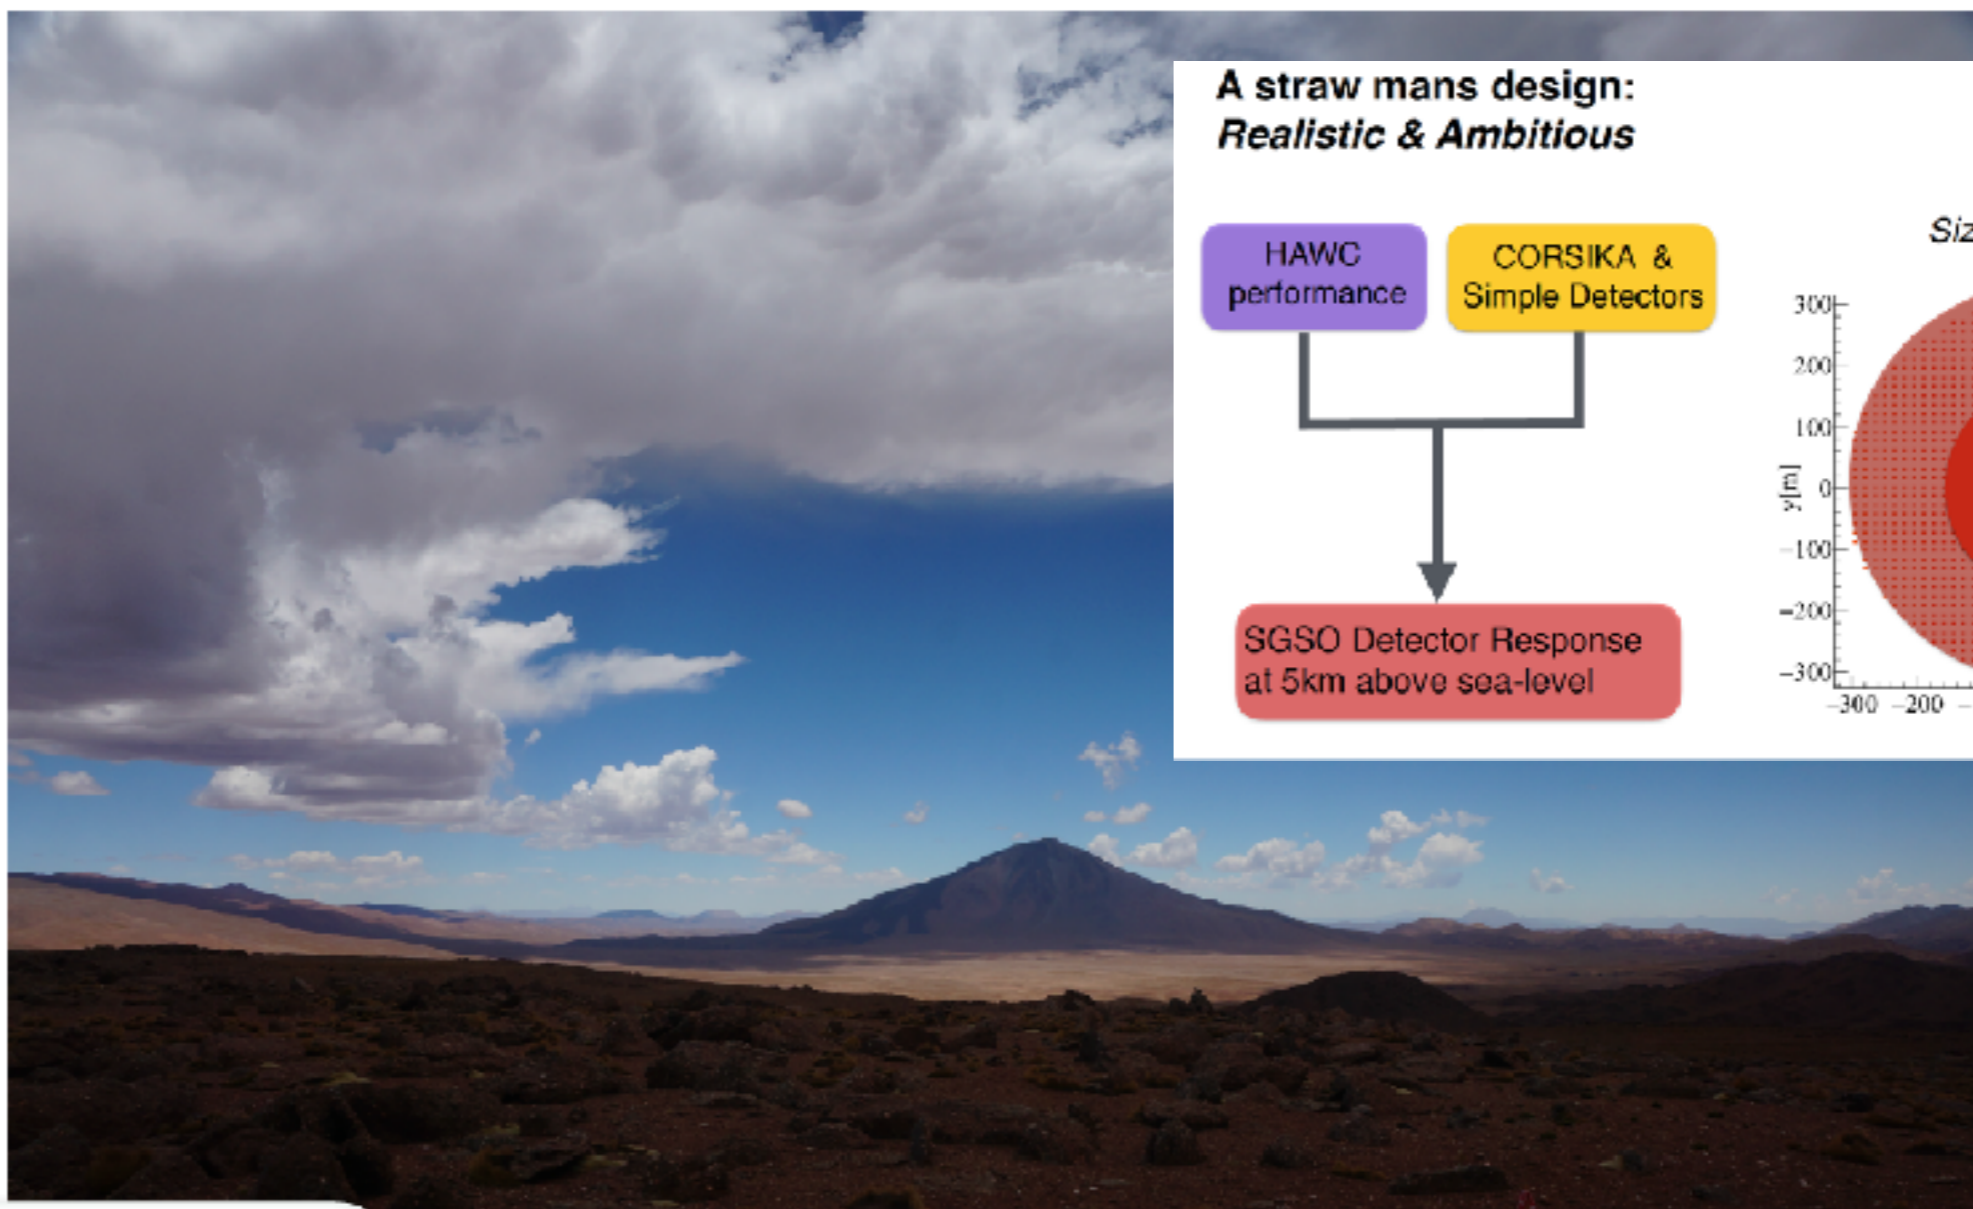 A straw mans design:
Realistic & Ambitious
HAWC
performance
CORSIKA &
Simple Detectors
SGSO Detector Response
at 5km above sea-level
300
200
100
0
−100
−200
−300
y[m]
−300 −200